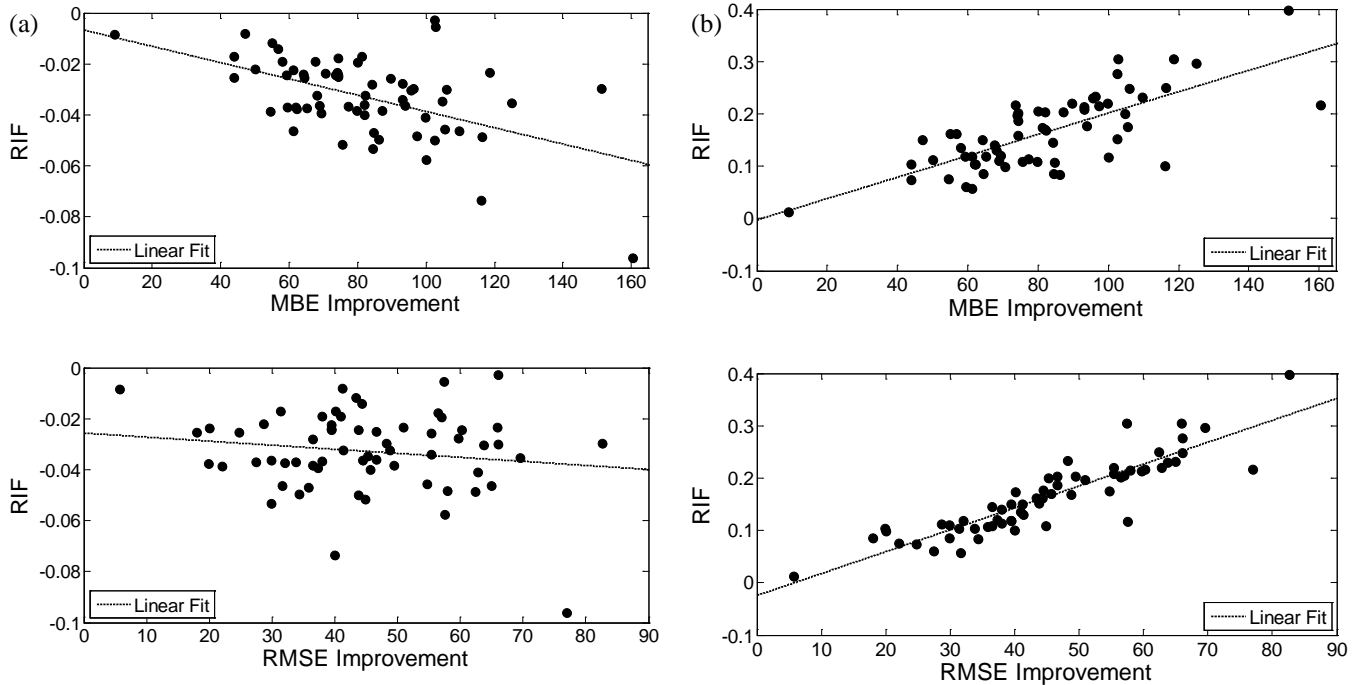 (a)
0
-0.02
-0.04
-0.06
-0.08
-0.1
RIF
Linear Fit
0 20 40 60 80 100 120 140 160
MBE Improvement
(b)
0.4
0.3
0.2
0.1
0
-0.1
RIF
Linear Fit
0 20 40 60 80 100 120 140 160
MBE Improvement
0
-0.02
-0.04
-0.06
-0.08
-0.1
RIF
Linear Fit
0 10 20 30 40 50 60 70 80 90
RMSE Improvement
0.4
0.3
0.2
0.1
0
-0.1
RIF
Linear Fit
0 10 20 30 40 50 60 70 80 90
RMSE Improvement